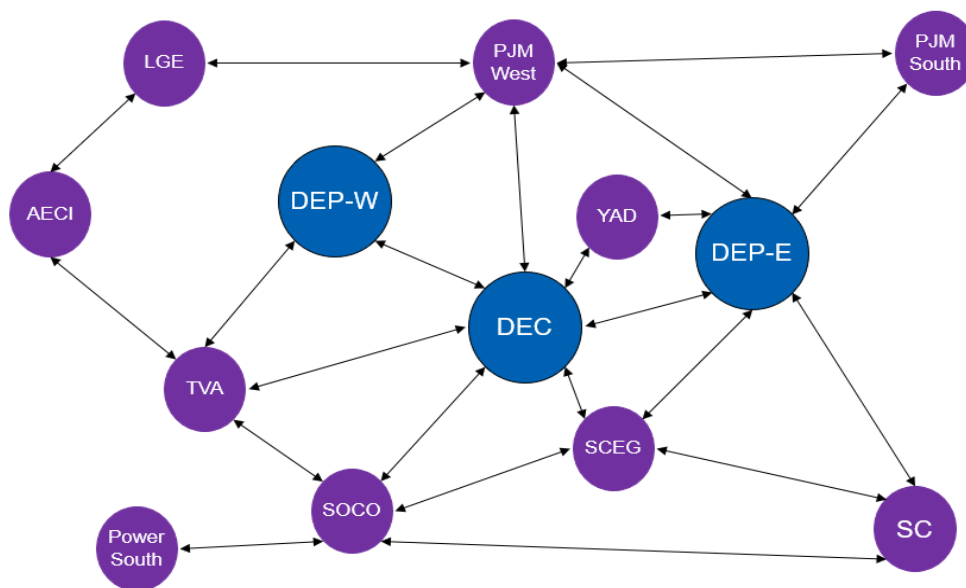 LGE
PJM
West
PJM
South
DEP-W
AECI
YAD
DEP-E
DEC
TVA
SCEG
SOCO
SC
Power
South